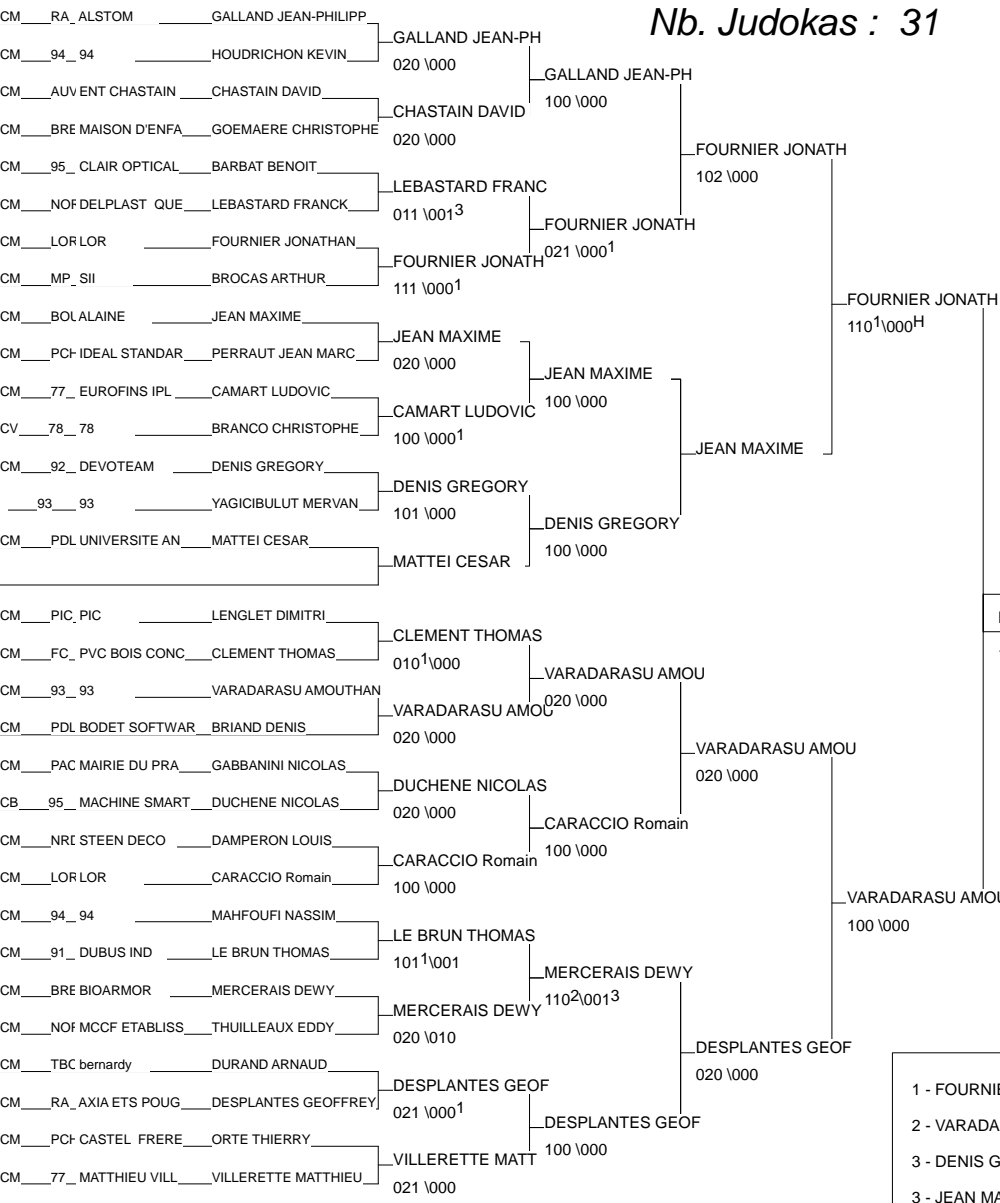 Nb. Judokas : 31
CM RA ALSTOM GALLAND JEAN-PHILIPP
CM 94 94 HOUDRICHON KEVIN
CM AUV ENT CHASTAIN CHASTAIN DAVID
CM BRE MAISON D'ENFA GOEMAERE CHRISTOPHE
CM 95 CLAIR OPTICAL BARBAT BENOIT
CM NOR DELPLAST QUE LEBASTARD FRANCK
CM LOR LOR FOURNIER JONATHAN
CM MP SII BROCAS ARTHUR
CM BOU ALAINE JEAN MAXIME
CM PCH IDEAL STANDAR PERRAUT JEAN MARC
CM 77 EUROFINS IPL CAMART LUDOVIC
CV 78 78 BRANCO CHRISTOPHE
CM 92 DEVOTEAM DENIS GREGORY
93 93 YAGICIBULUT MERVAN
CM PDL UNIVERSITE AN MATTEI CESAR
CM PIC PIC LENGLET DIMITRI
CM FC PVC BOIS CONC CLEMENT THOMAS
CM 93 93 VARADARASU AMOUTHAN
CM PDL BODET SOFTWAR BRIAND DENIS
CM PAC MAIRIE DU PRA GABBANINI NICOLAS
CB 95 MACHINE SMART DUCHENE NICOLAS
CM NRD STEEN DECO DAMPERON LOUIS
CM LOR LOR CARACCIO Romain
CM 94 94 MAHFOUFI NASSIM
CM 91 DUBUS IND LE BRUN THOMAS
CM BRE BIOARMOR MERCERAIS DEWY
CM NOR MCCF ETABLISS THUILLEAUX EDDY
CM TBO bernardy DURAND ARNAUD
CM RA AXIA ETS POUG DESPLANTES GEOFFREY
CM PCH CASTEL FRERE ORTE THIERRY
CM 77 MATTHIEU VILL VILLERETTE MATTHIEU
GALLAND JEAN-PH
020 \000
CHASTAIN DAVID
020 \000
LEBASTARD FRANC
011 \001³
FOURNIER JONATH
111 \000¹
JEAN MAXIME
020 \000
CAMART LUDOVIC
100 \000¹
DENIS GREGORY
101 \000
MATTEI CESAR
CLEMENT THOMAS
010¹\000
VARADARASU AMOU
020 \000
DUCHENE NICOLAS
020 \000
CARACCIO Romain
100 \000
LE BRUN THOMAS
101¹\001
MERCERAIS DEWY
020 \010
DESPLANTES GEOF
021 \000¹
VILLERETTE MATT
021 \000
GALLAND JEAN-PH
100 \000
FOURNIER JONATH
021 \000¹
JEAN MAXIME
100 \000
DENIS GREGORY
100 \000
VARADARASU AMOU
020 \000
CARACCIO Romain
100 \000
MERCERAIS DEWY
110²\001³
DESPLANTES GEOF
100 \000
FOURNIER JONATH
102 \000
JEAN MAXIME
VARADARASU AMOU
020 \000
DESPLANTES GEOF
020 \000
FOURNIER JONATH
110¹\000H
VARADARASU AMOU
100 \000
1 - FOURNIE
2 - VARADA
3 - DENIS G
3 - JEAN MA